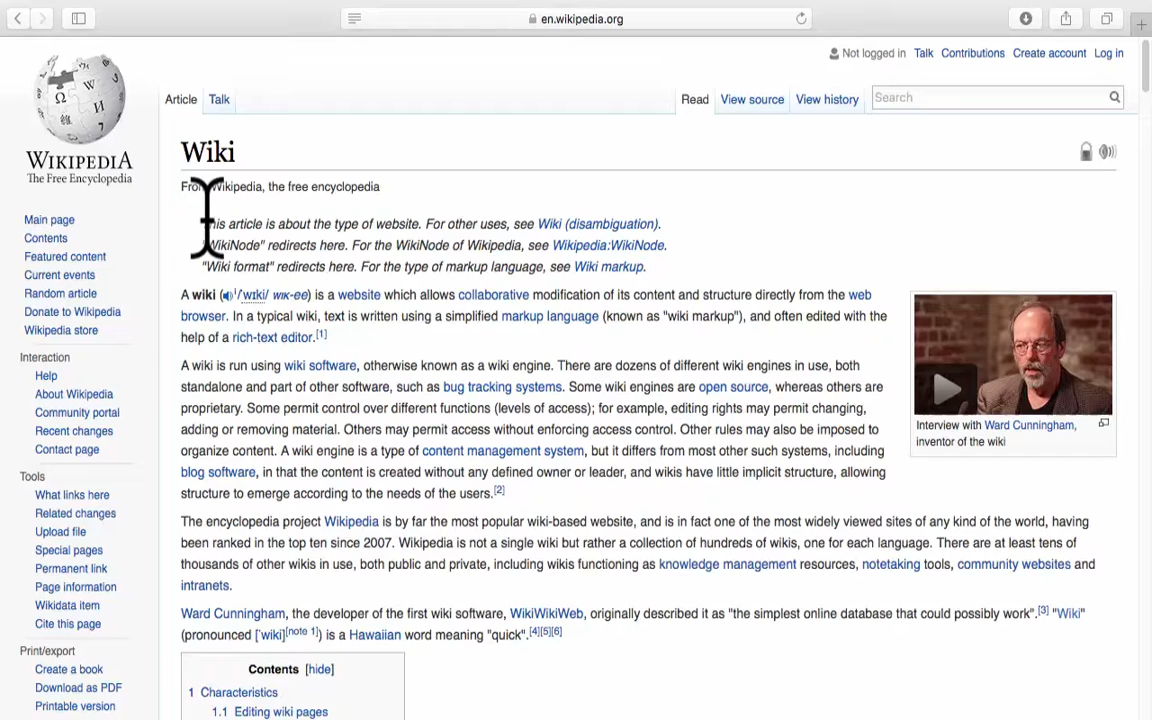 en.wikipedia.org
Not logged in Talk Contributions Create account Log in
Article Talk Read View source View history Search
WIKIPEDIA
The Free Encyclopedia
Main page
Contents
Featured content
Current events
Random article
Donate to Wikipedia
Wikipedia store
Interaction
Help
About Wikipedia
Community portal
Recent changes
Contact page
Tools
What links here
Related changes
Upload file
Special pages
Permanent link
Page information
Wikidata item
Cite this page
Print/export
Create a book
Download as PDF
Printable version
Wiki
From Wikipedia, the free encyclopedia
This article is about the type of website. For other uses, see Wiki (disambiguation).
"WikiNode" redirects here. For the WikiNode of Wikipedia, see Wikipedia:WikiNode.
"Wiki format" redirects here. For the type of markup language, see Wiki markup.
A wiki (i/ˈwɪki/ WIK-ee) is a website which allows collaborative modification of its content and structure directly from the web
browser. In a typical wiki, text is written using a simplified markup language (known as "wiki markup"), and often edited with the
help of a rich-text editor.[1]
A wiki is run using wiki software, otherwise known as a wiki engine. There are dozens of different wiki engines in use, both
standalone and part of other software, such as bug tracking systems. Some wiki engines are open source, whereas others are
proprietary. Some permit control over different functions (levels of access); for example, editing rights may permit changing,
adding or removing material. Others may permit access without enforcing access control. Other rules may also be imposed to
organize content. A wiki engine is a type of content management system, but it differs from most other such systems, including
blog software, in that the content is created without any defined owner or leader, and wikis have little implicit structure, allowing
structure to emerge according to the needs of the users.[2]
Interview with Ward Cunningham,
inventor of the wiki
The encyclopedia project Wikipedia is by far the most popular wiki-based website, and is in fact one of the most widely viewed sites of any kind of the world, having
been ranked in the top ten since 2007. Wikipedia is not a single wiki but rather a collection of hundreds of wikis, one for each language. There are at least tens of
thousands of other wikis in use, both public and private, including wikis functioning as knowledge management resources, notetaking tools, community websites and
intranets.
Ward Cunningham, the developer of the first wiki software, WikiWikiWeb, originally described it as "the simplest online database that could possibly work".[3] "Wiki"
(pronounced [ˈwiki][note 1]) is a Hawaiian word meaning "quick".[4][5][6]
Contents [hide]
1 Characteristics
1.1 Editing wiki pages